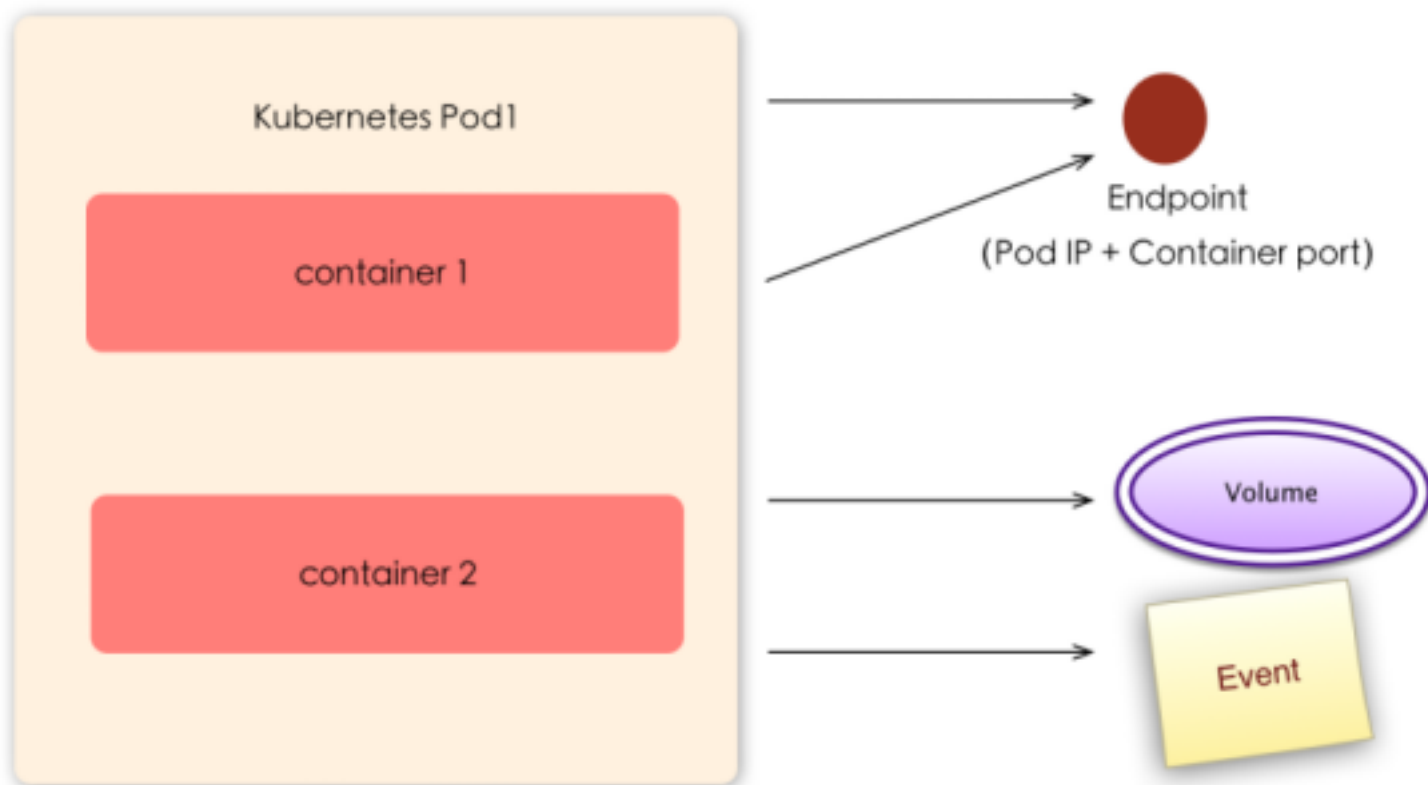 Kubernetes Pod1
container 1
container 2
Endpoint
(Pod IP + Container port)
Volume
Event